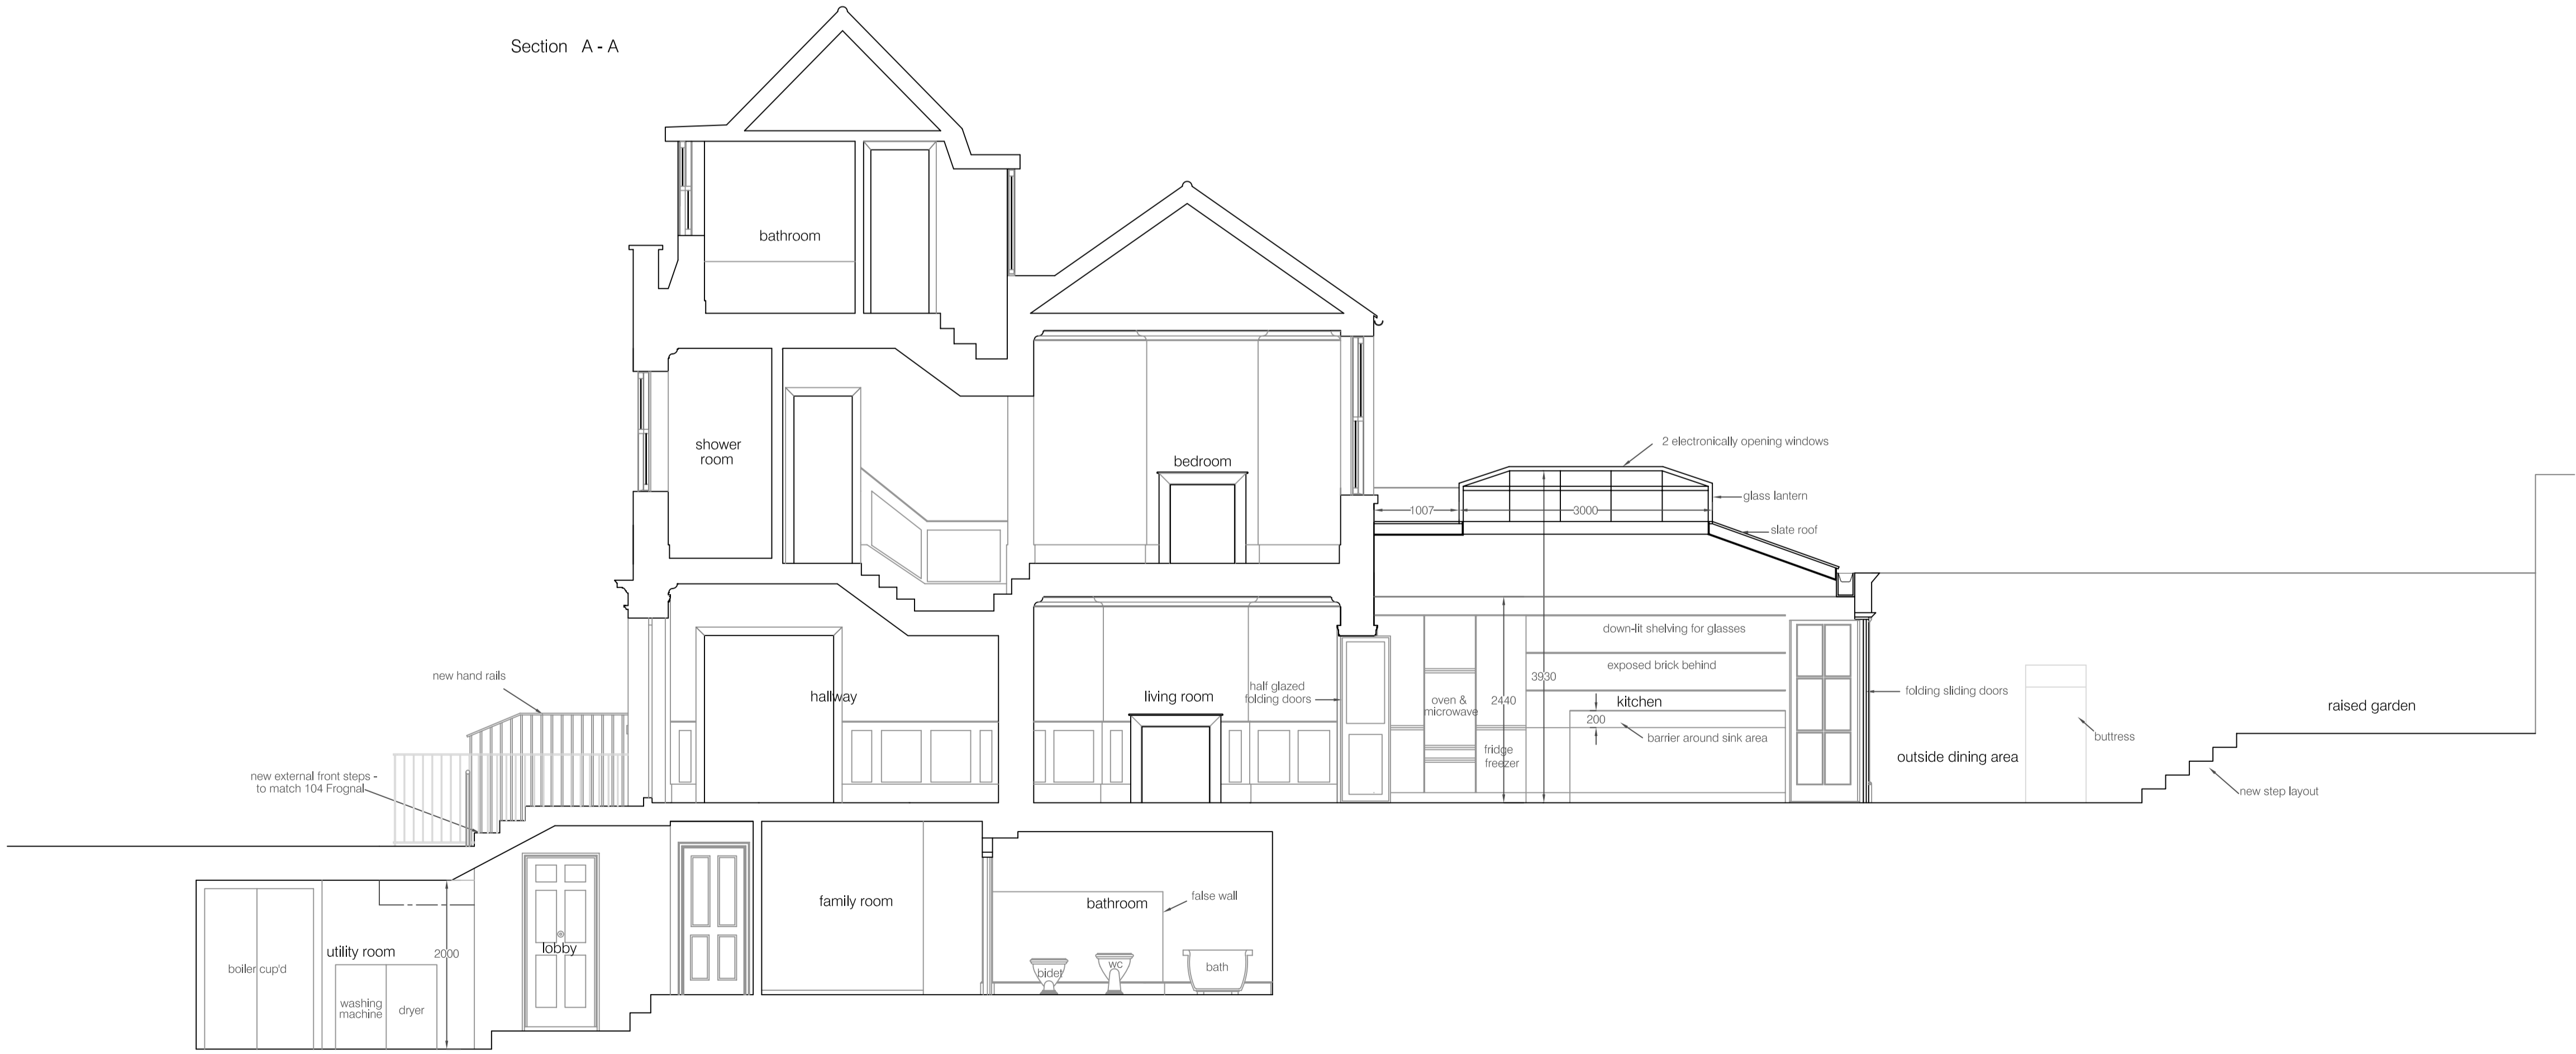 Section A - A
bathroom
shower
room
bedroom
2 electronically opening windows
glass lantern
1007
3000
slate roof
down-lit shelving for glasses
exposed brick behind
new hand rails
hallway
living room
half glazed
folding doors
oven &
microwave
2440
3930
kitchen
200
barrier around sink area
fridge
freezer
folding sliding doors
raised garden
buttress
outside dining area
new step layout
new external front steps -
to match 104 Frognal
family room
bathroom
false wall
utility room
2000
lobby
boiler cup'd
washing
machine
dryer
bidet
WC
bath